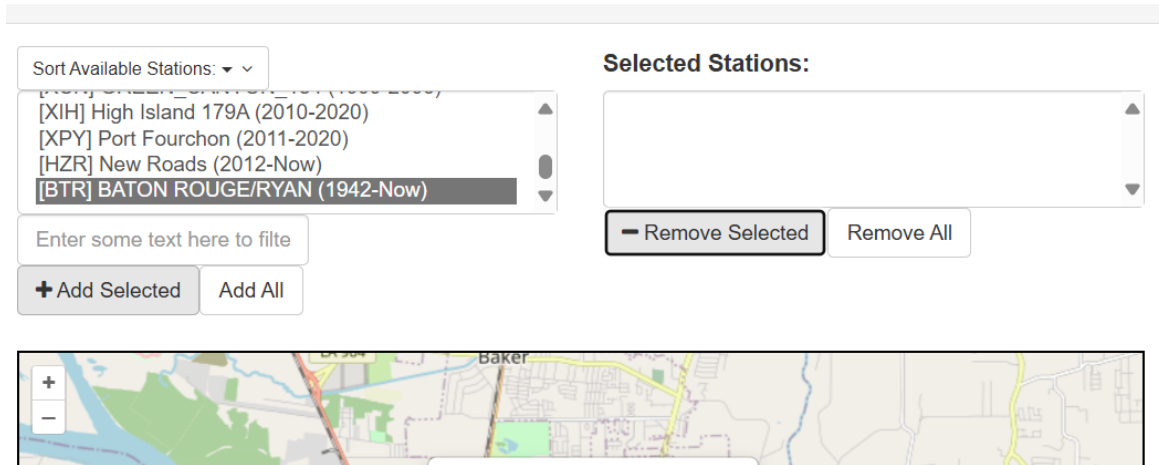 Sort Available Stations:
[XIH] High Island 179A (2010-2020)
[XPY] Port Fourchon (2011-2020)
[HZR] New Roads (2012-Now)
[BTR] BATON ROUGE/RYAN (1942-Now)
Enter some text here to filte
+ Add Selected
Add All
Selected Stations:
− Remove Selected
Remove All
Baker
+
−